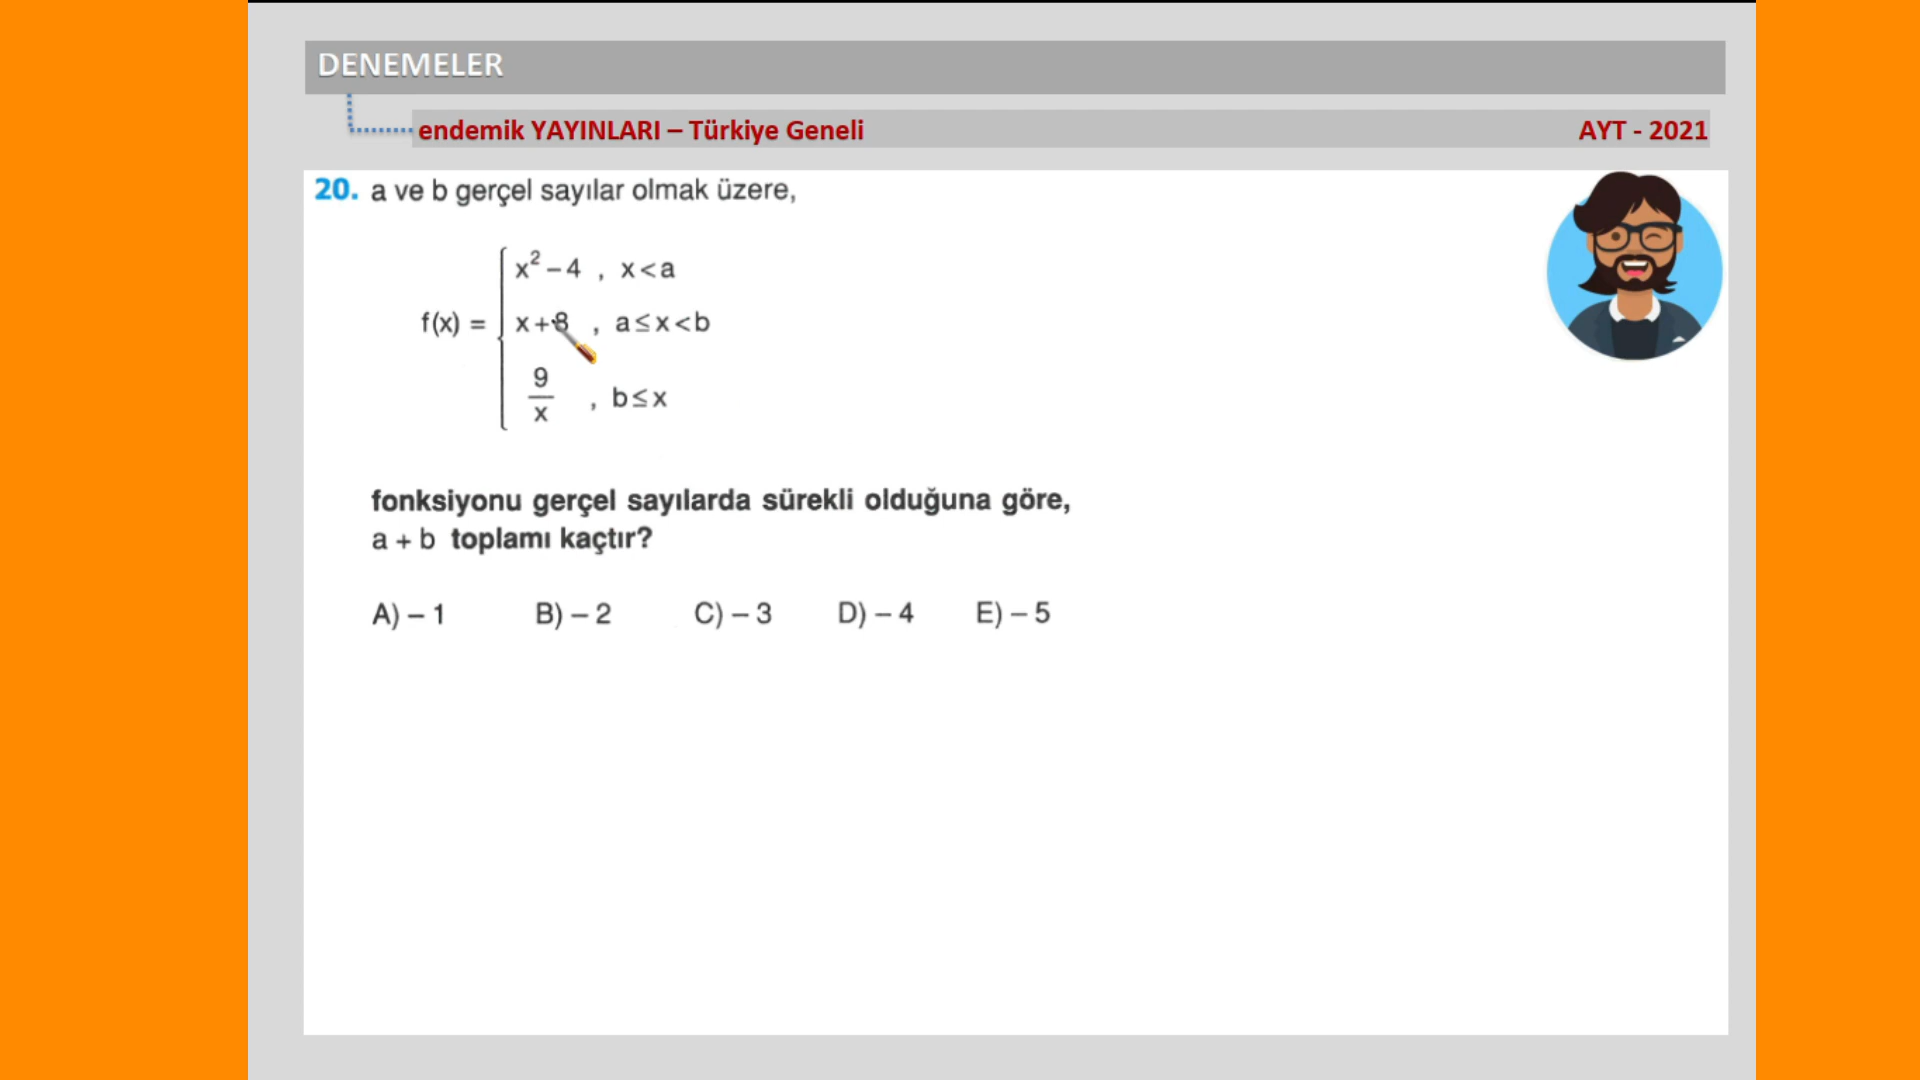 DENEMELER
endemik YAYINLARI – Türkiye Geneli AYT - 2021
20. a ve b gerçel sayılar olmak üzere,
x² – 4 , x < a
f(x) = x + 8 , a ≤ x < b
9/x , b ≤ x
fonksiyonu gerçel sayılarda sürekli olduğuna göre,
a + b toplamı kaçtır?
A) – 1 B) – 2 C) – 3 D) – 4 E) – 5